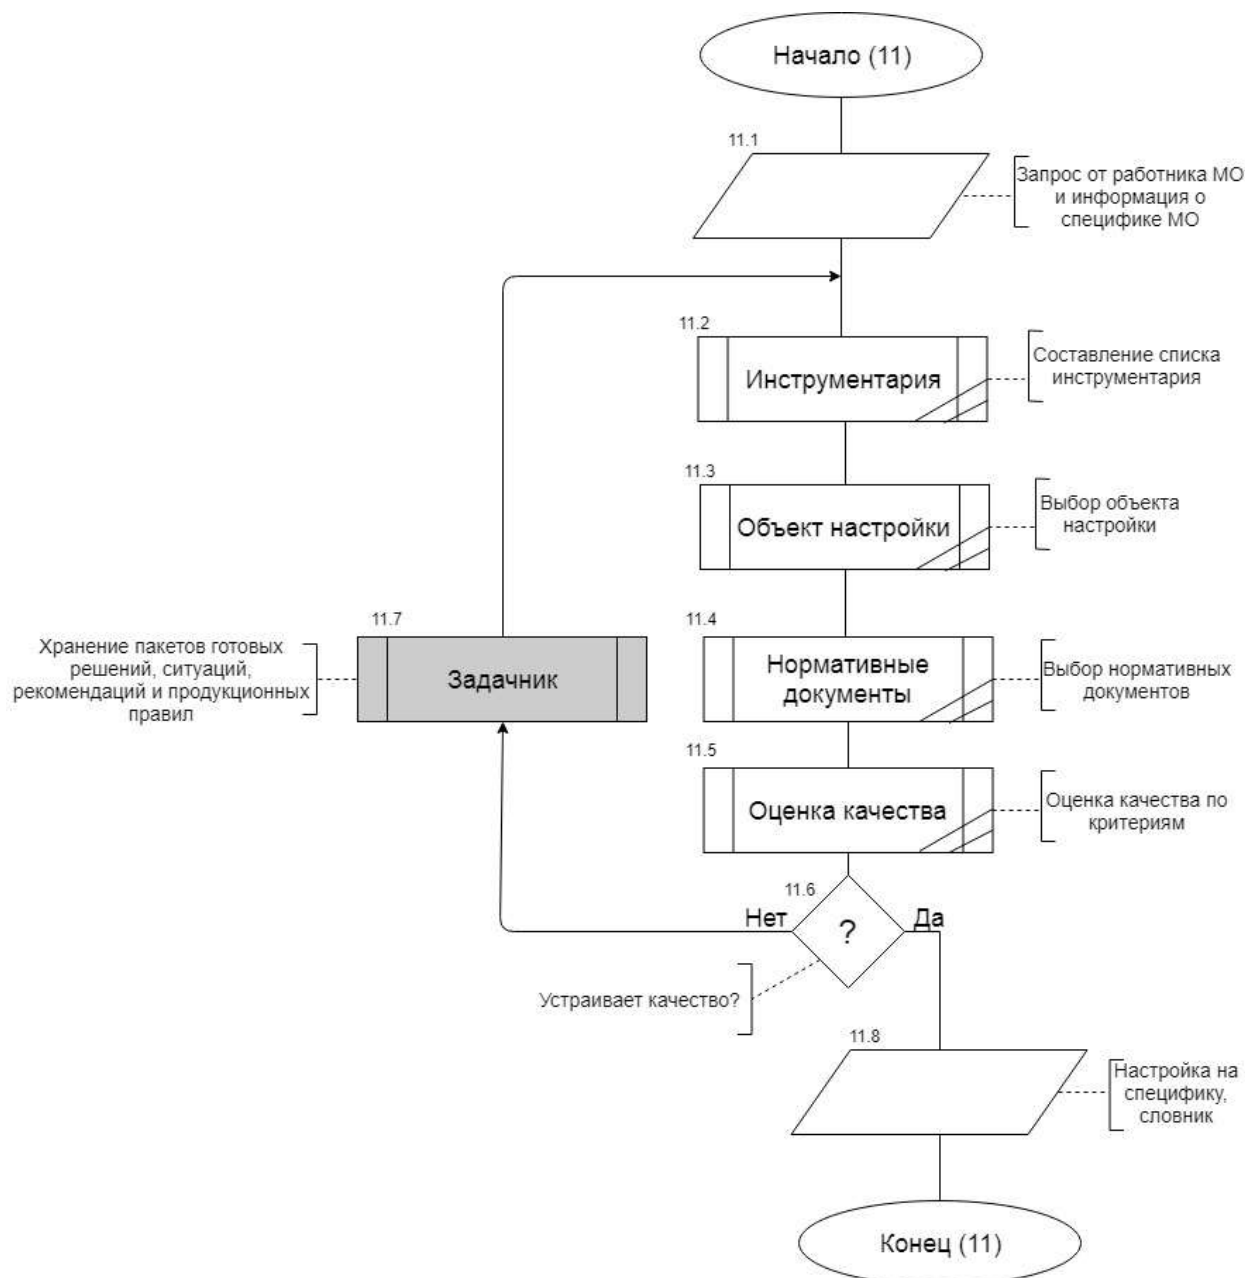 Начало (11)
11.1
Запрос от работника МО
и информация о
специфике МО
11.2
Инструментария
Составление списка
инструментария
11.3
Объект настройки
Выбор объекта
настройки
11.4
Нормативные
документы
Выбор нормативных
документов
11.7
Задачник
Хранение пакетов готовых
решений, ситуаций,
рекомендаций и продукционных
правил
11.5
Оценка качества
Оценка качества по
критериям
11.6
Нет
?
Да
Устраивает качество?
11.8
Настройка на
специфику,
словник
Конец (11)